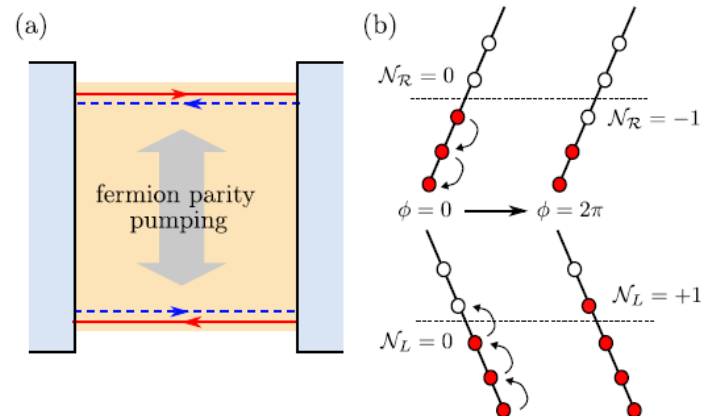 (a)
fermion parity
pumping
(b)
𝒩_ℛ = 0
𝒩_ℛ = −1
ϕ = 0 ⟶ ϕ = 2π
𝒩_L = +1
𝒩_L = 0